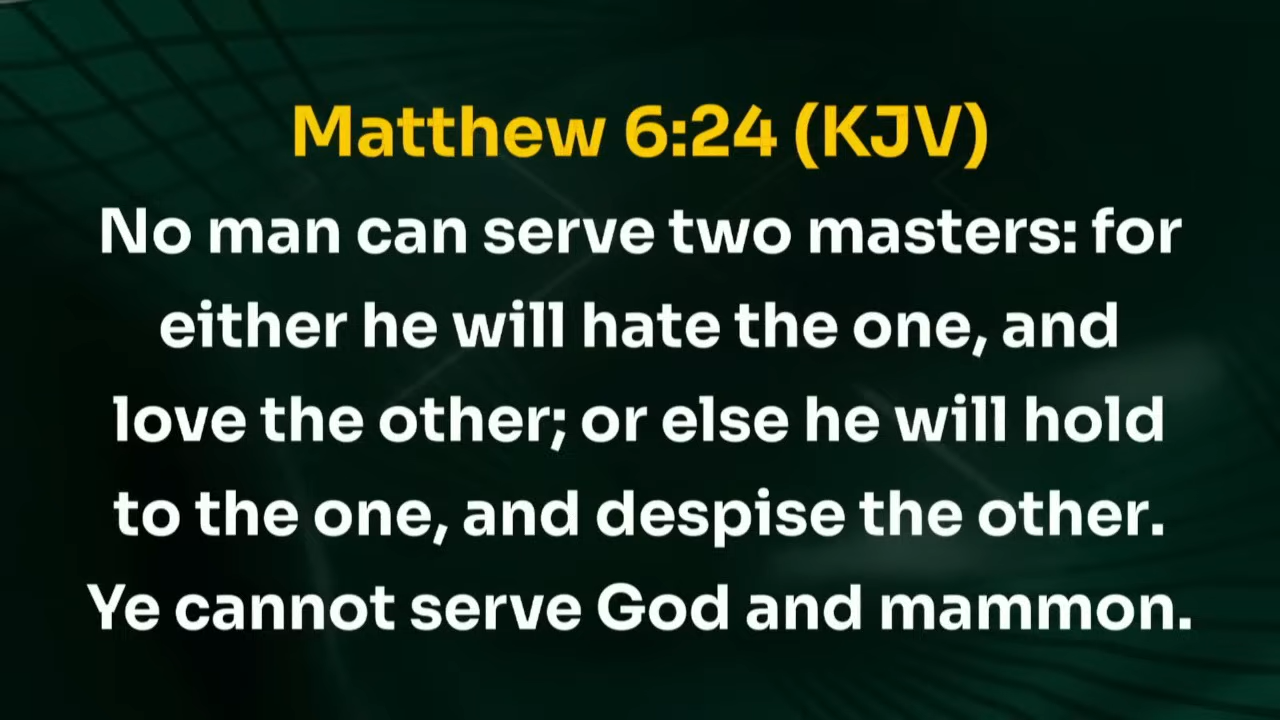 Matthew 6:24 (KJV)
No man can serve two masters: for
either he will hate the one, and
love the other; or else he will hold
to the one, and despise the other.
Ye cannot serve God and mammon.